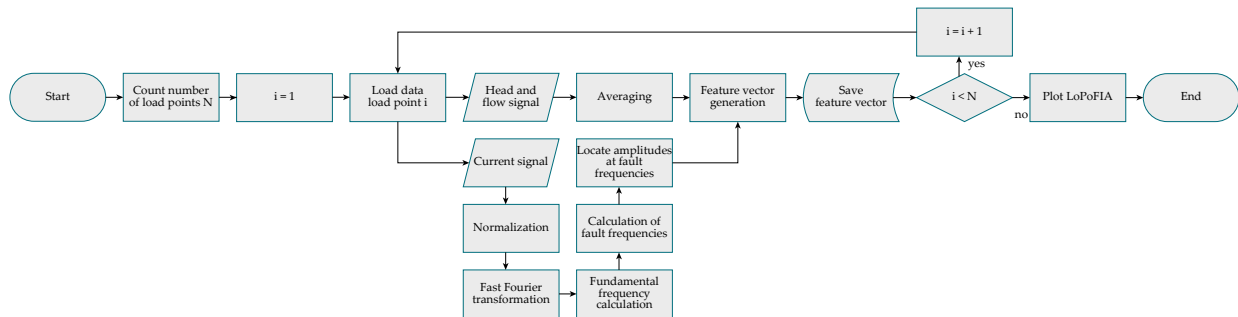 i = i + 1
yes
Start
Count number
of load points N
i = 1
Load data
load point i
Head and
flow signal
Averaging
Feature vector
generation
Save
feature vector
i < N
no
Plot LoPoFIA
End
Current signal
Locate amplitudes
at fault
frequencies
Normalization
Calculation of
fault frequencies
Fast Fourier
transformation
Fundamental
frequency
calculation